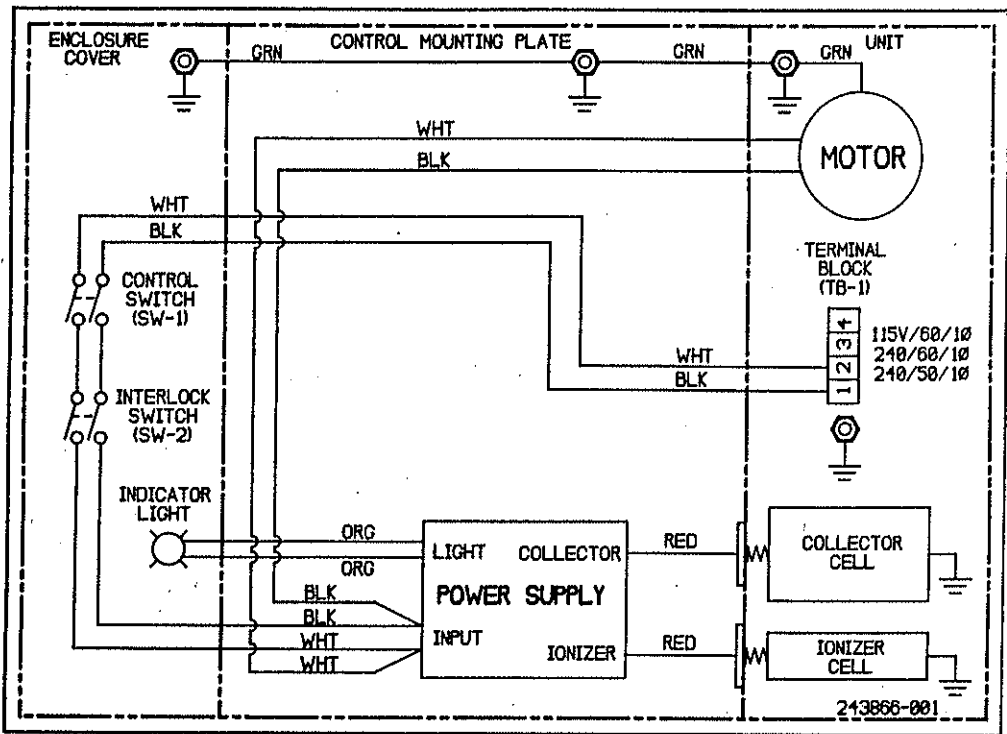 ENCLOSURE
COVER
CONTROL MOUNTING PLATE
UNIT
GRN
GRN
GRN
WHT
BLK
MOTOR
WHT
BLK
TERMINAL
BLOCK
(TB-1)
CONTROL
SWITCH
(SW-1)
4
3
2
1
115V/60/1Ø
240/60/1Ø
240/50/1Ø
WHT
BLK
INTERLOCK
SWITCH
(SW-2)
INDICATOR
LIGHT
ORG
ORG
LIGHT
COLLECTOR
RED
COLLECTOR
CELL
POWER SUPPLY
BLK
BLK
INPUT
WHT
WHT
IONIZER
RED
IONIZER
CELL
243866-001